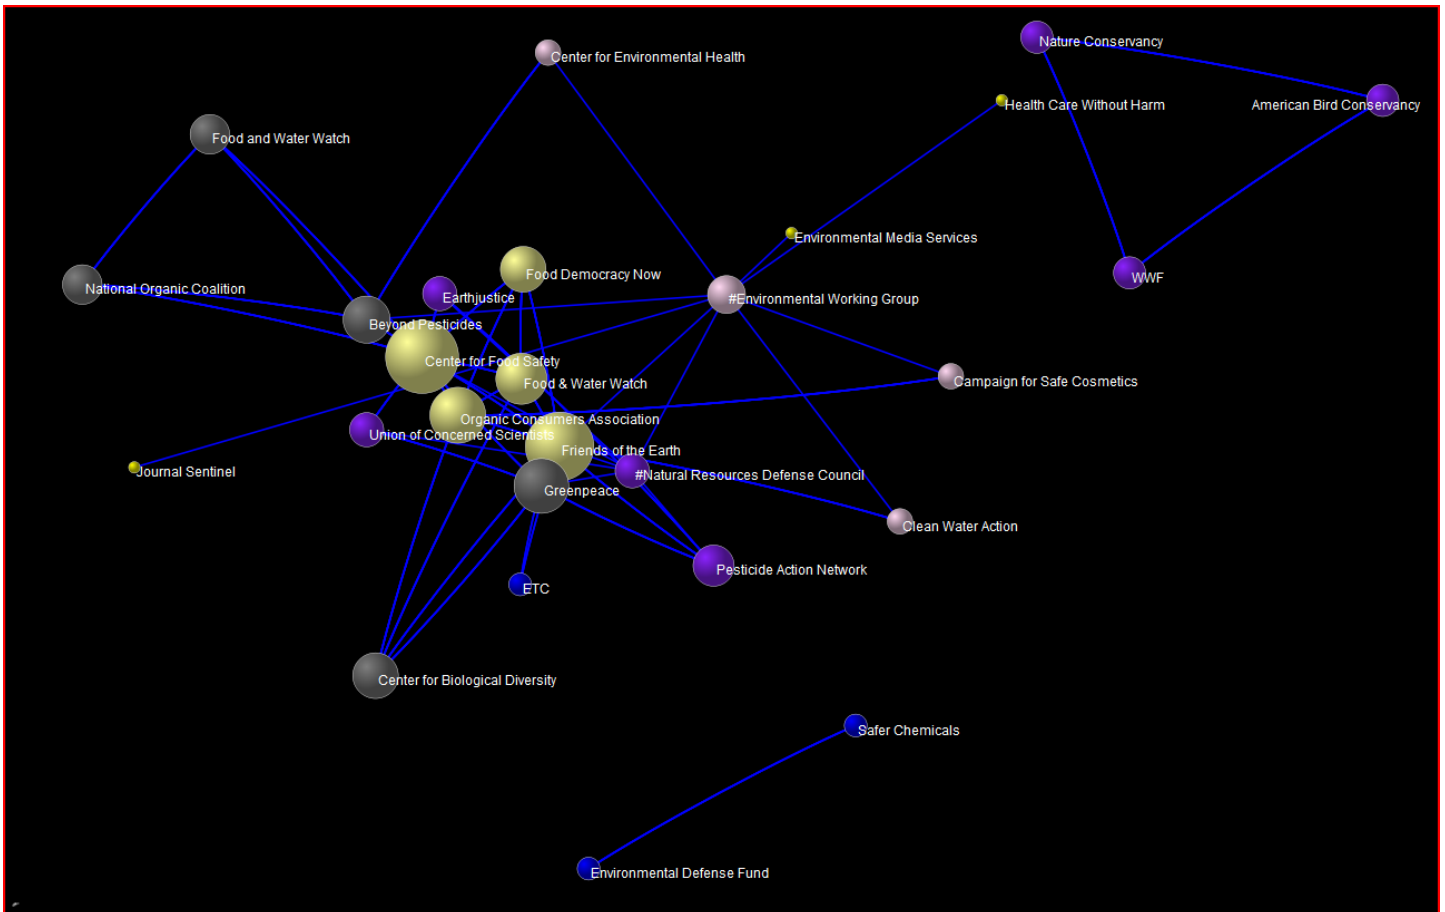 Nature Conservancy
Center for Environmental Health
Health Care Without Harm
American Bird Conservancy
Food and Water Watch
Environmental Media Services
Food Democracy Now
WWF
National Organic Coalition
Earthjustice
#Environmental Working Group
Beyond Pesticides
Center for Food Safety
Food & Water Watch
Campaign for Safe Cosmetics
Organic Consumers Association
Union of Concerned Scientists
Friends of the Earth
Journal Sentinel
#Natural Resources Defense Council
Greenpeace
Clean Water Action
Pesticide Action Network
ETC
Center for Biological Diversity
Safer Chemicals
Environmental Defense Fund